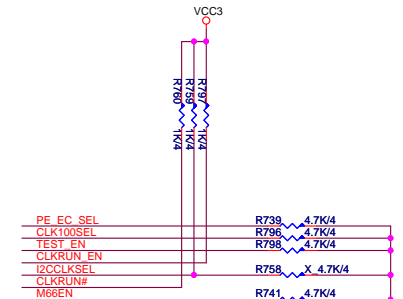 VCC3
R760 1K/4
R759 1K/4
R797 1K/4
PE_EC_SEL R739 4.7K/4
CLK100SEL R796 4.7K/4
TEST_EN R798 4.7K/4
CLKRUN_EN
I2CCLKSEL R758 X_4.7K/4
CLKRUN#
M66EN R741 4.7K/4